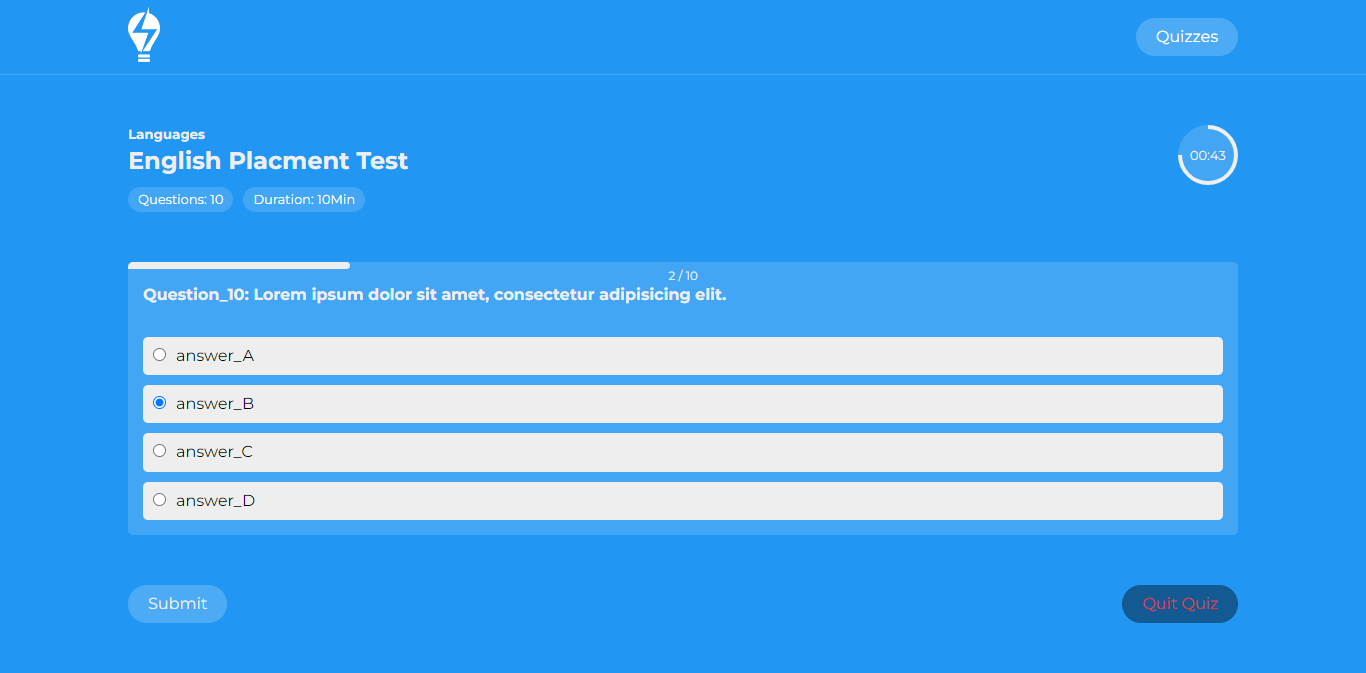 Quizzes
Languages
English Placment Test
00:43
Questions: 10 Duration: 10Min
2 / 10
Question_10: Lorem ipsum dolor sit amet, consectetur adipisicing elit.
answer_A
answer_B
answer_C
answer_D
Submit Quit Quiz